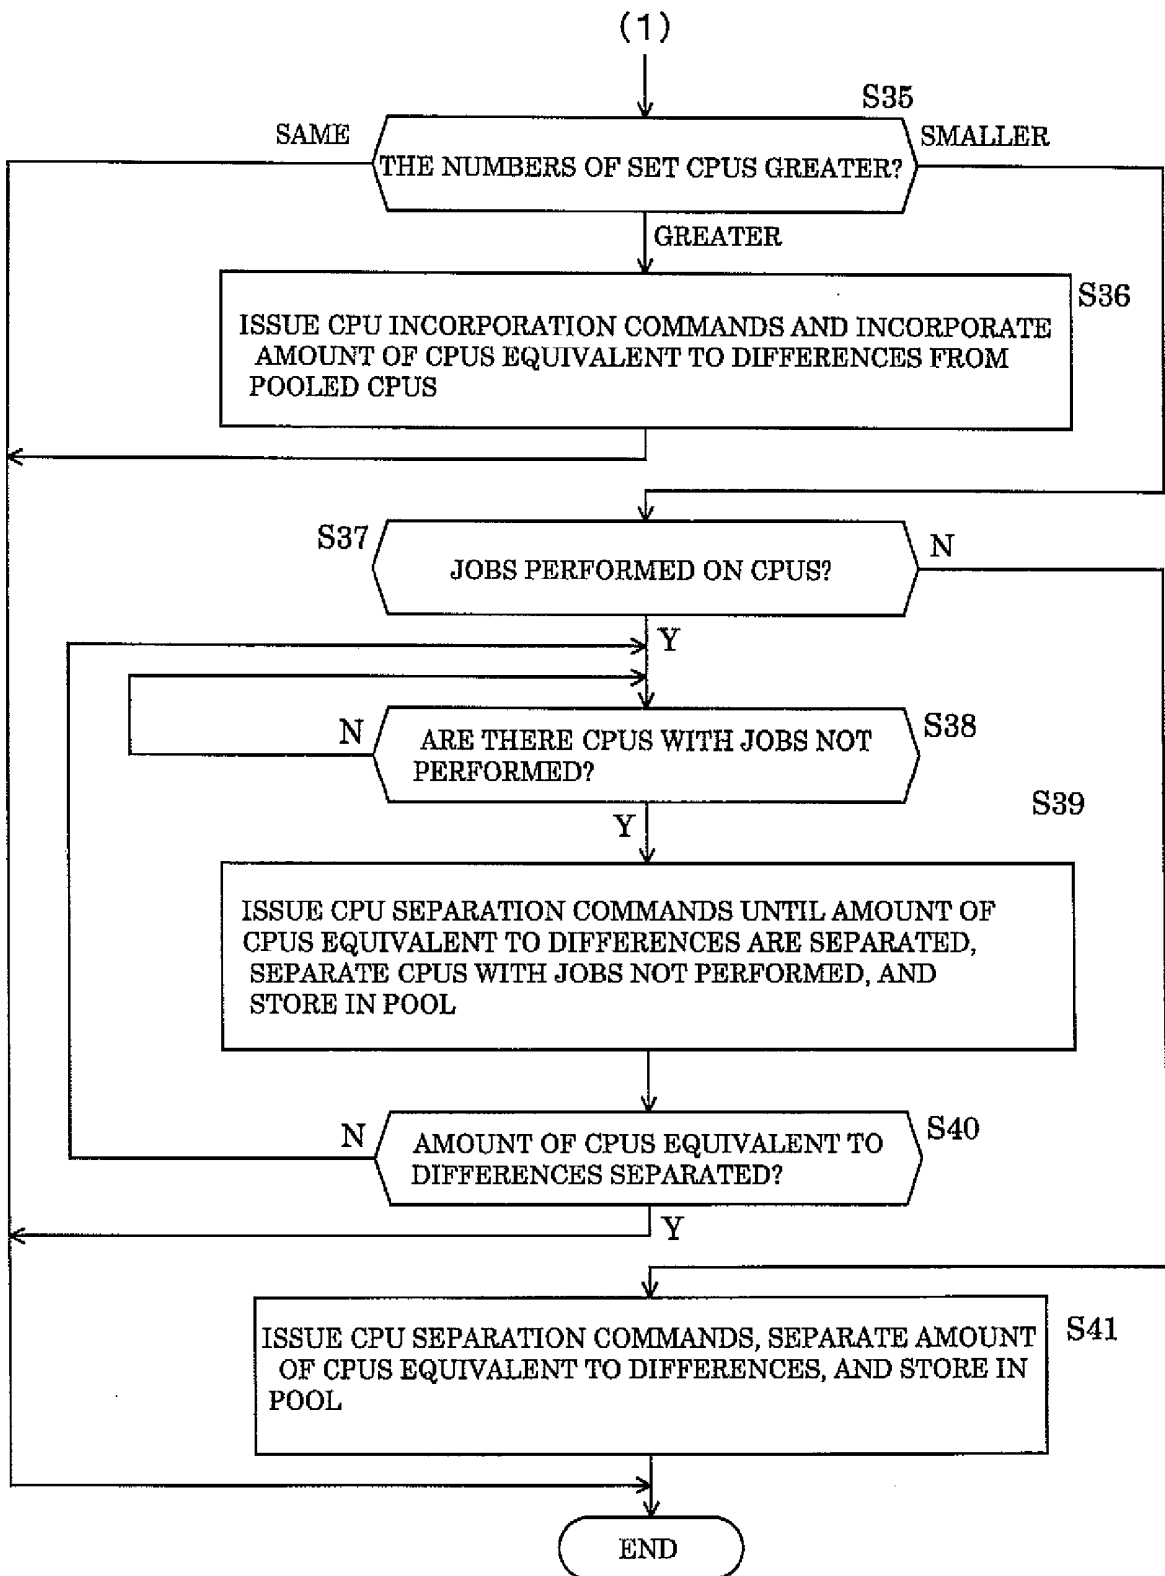 (1)
S35
SAME
SMALLER
THE NUMBERS OF SET CPUS GREATER?
GREATER
S36
ISSUE CPU INCORPORATION COMMANDS AND INCORPORATE
AMOUNT OF CPUS EQUIVALENT TO DIFFERENCES FROM
POOLED CPUS
S37
N
JOBS PERFORMED ON CPUS?
Y
N
S38
ARE THERE CPUS WITH JOBS NOT
PERFORMED?
S39
Y
ISSUE CPU SEPARATION COMMANDS UNTIL AMOUNT OF
CPUS EQUIVALENT TO DIFFERENCES ARE SEPARATED,
SEPARATE CPUS WITH JOBS NOT PERFORMED, AND
STORE IN POOL
N
S40
AMOUNT OF CPUS EQUIVALENT TO
DIFFERENCES SEPARATED?
Y
S41
ISSUE CPU SEPARATION COMMANDS, SEPARATE AMOUNT
OF CPUS EQUIVALENT TO DIFFERENCES, AND STORE IN
POOL
END